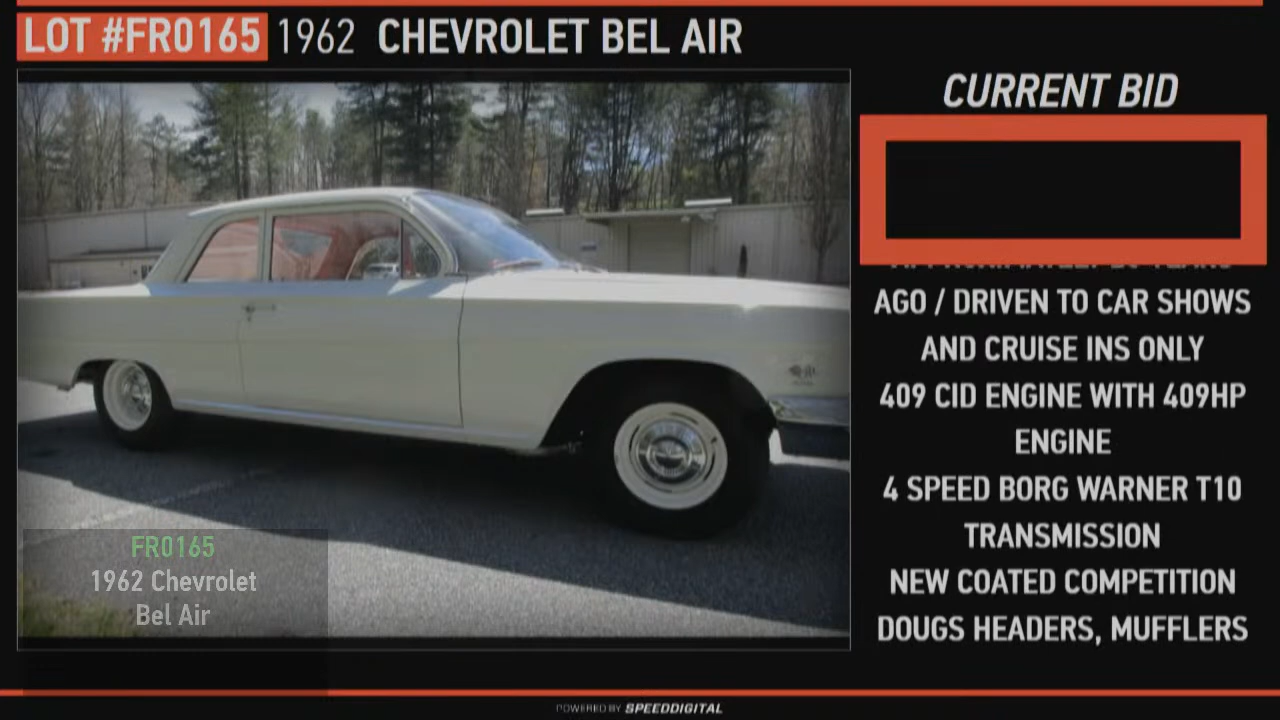 LOT #FR0165 1962 CHEVROLET BEL AIR
CURRENT BID
AGO / DRIVEN TO CAR SHOWS
AND CRUISE INS ONLY
409 CID ENGINE WITH 409HP
ENGINE
4 SPEED BORG WARNER T10
TRANSMISSION
NEW COATED COMPETITION
DOUGS HEADERS, MUFFLERS
FR0165
1962 Chevrolet
Bel Air
POWERED BY SPEEDDIGITAL